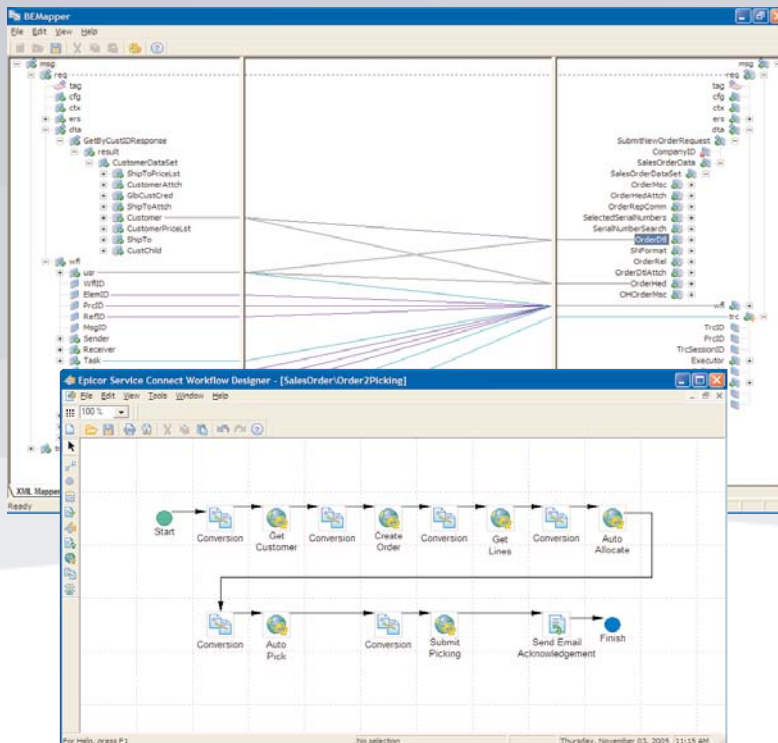 BEMapper
File Edit View Help
msg
req
tag
cfg
ctx
ers
dta
GetByCustIDResponse
result
CustomerDataSet
ShipToPriceLst
CustomerAttch
GlbCustCred
ShipToAttch
Customer
CustomerPriceLst
ShipTo
CustChild
wfl
usr
WflID
ElemID
PrcID
RefID
MsgID
Sender
Receiver
Task
msg
req
tag
cfg
ctx
ers
dta
SubmitNewOrderRequest
CompanyID
SalesOrderData
SalesOrderDataSet
OrderMsc
OrderHedAttch
OrderRepComm
SelectedSerialNumbers
SerialNumberSearch
OrderDtl
SNFormat
OrderRel
OrderDtlAttch
OrderHed
OHOrderMsc
wfl
trc
TrcID
PrcID
TrcSessionID
Executor
XML Mapper
Ready
Epicor Service Connect Workflow Designer - [SalesOrder\Order2Picking]
File Edit View Tools Window Help
100 %
Start
Conversion
Get Customer
Conversion
Create Order
Conversion
Get Lines
Conversion
Auto Allocate
Conversion
Auto Pick
Conversion
Submit Picking
Send Email Acknowledgement
Finish
For Help, press F1
No selection
Thursday, November 03, 2005
11:15 AM